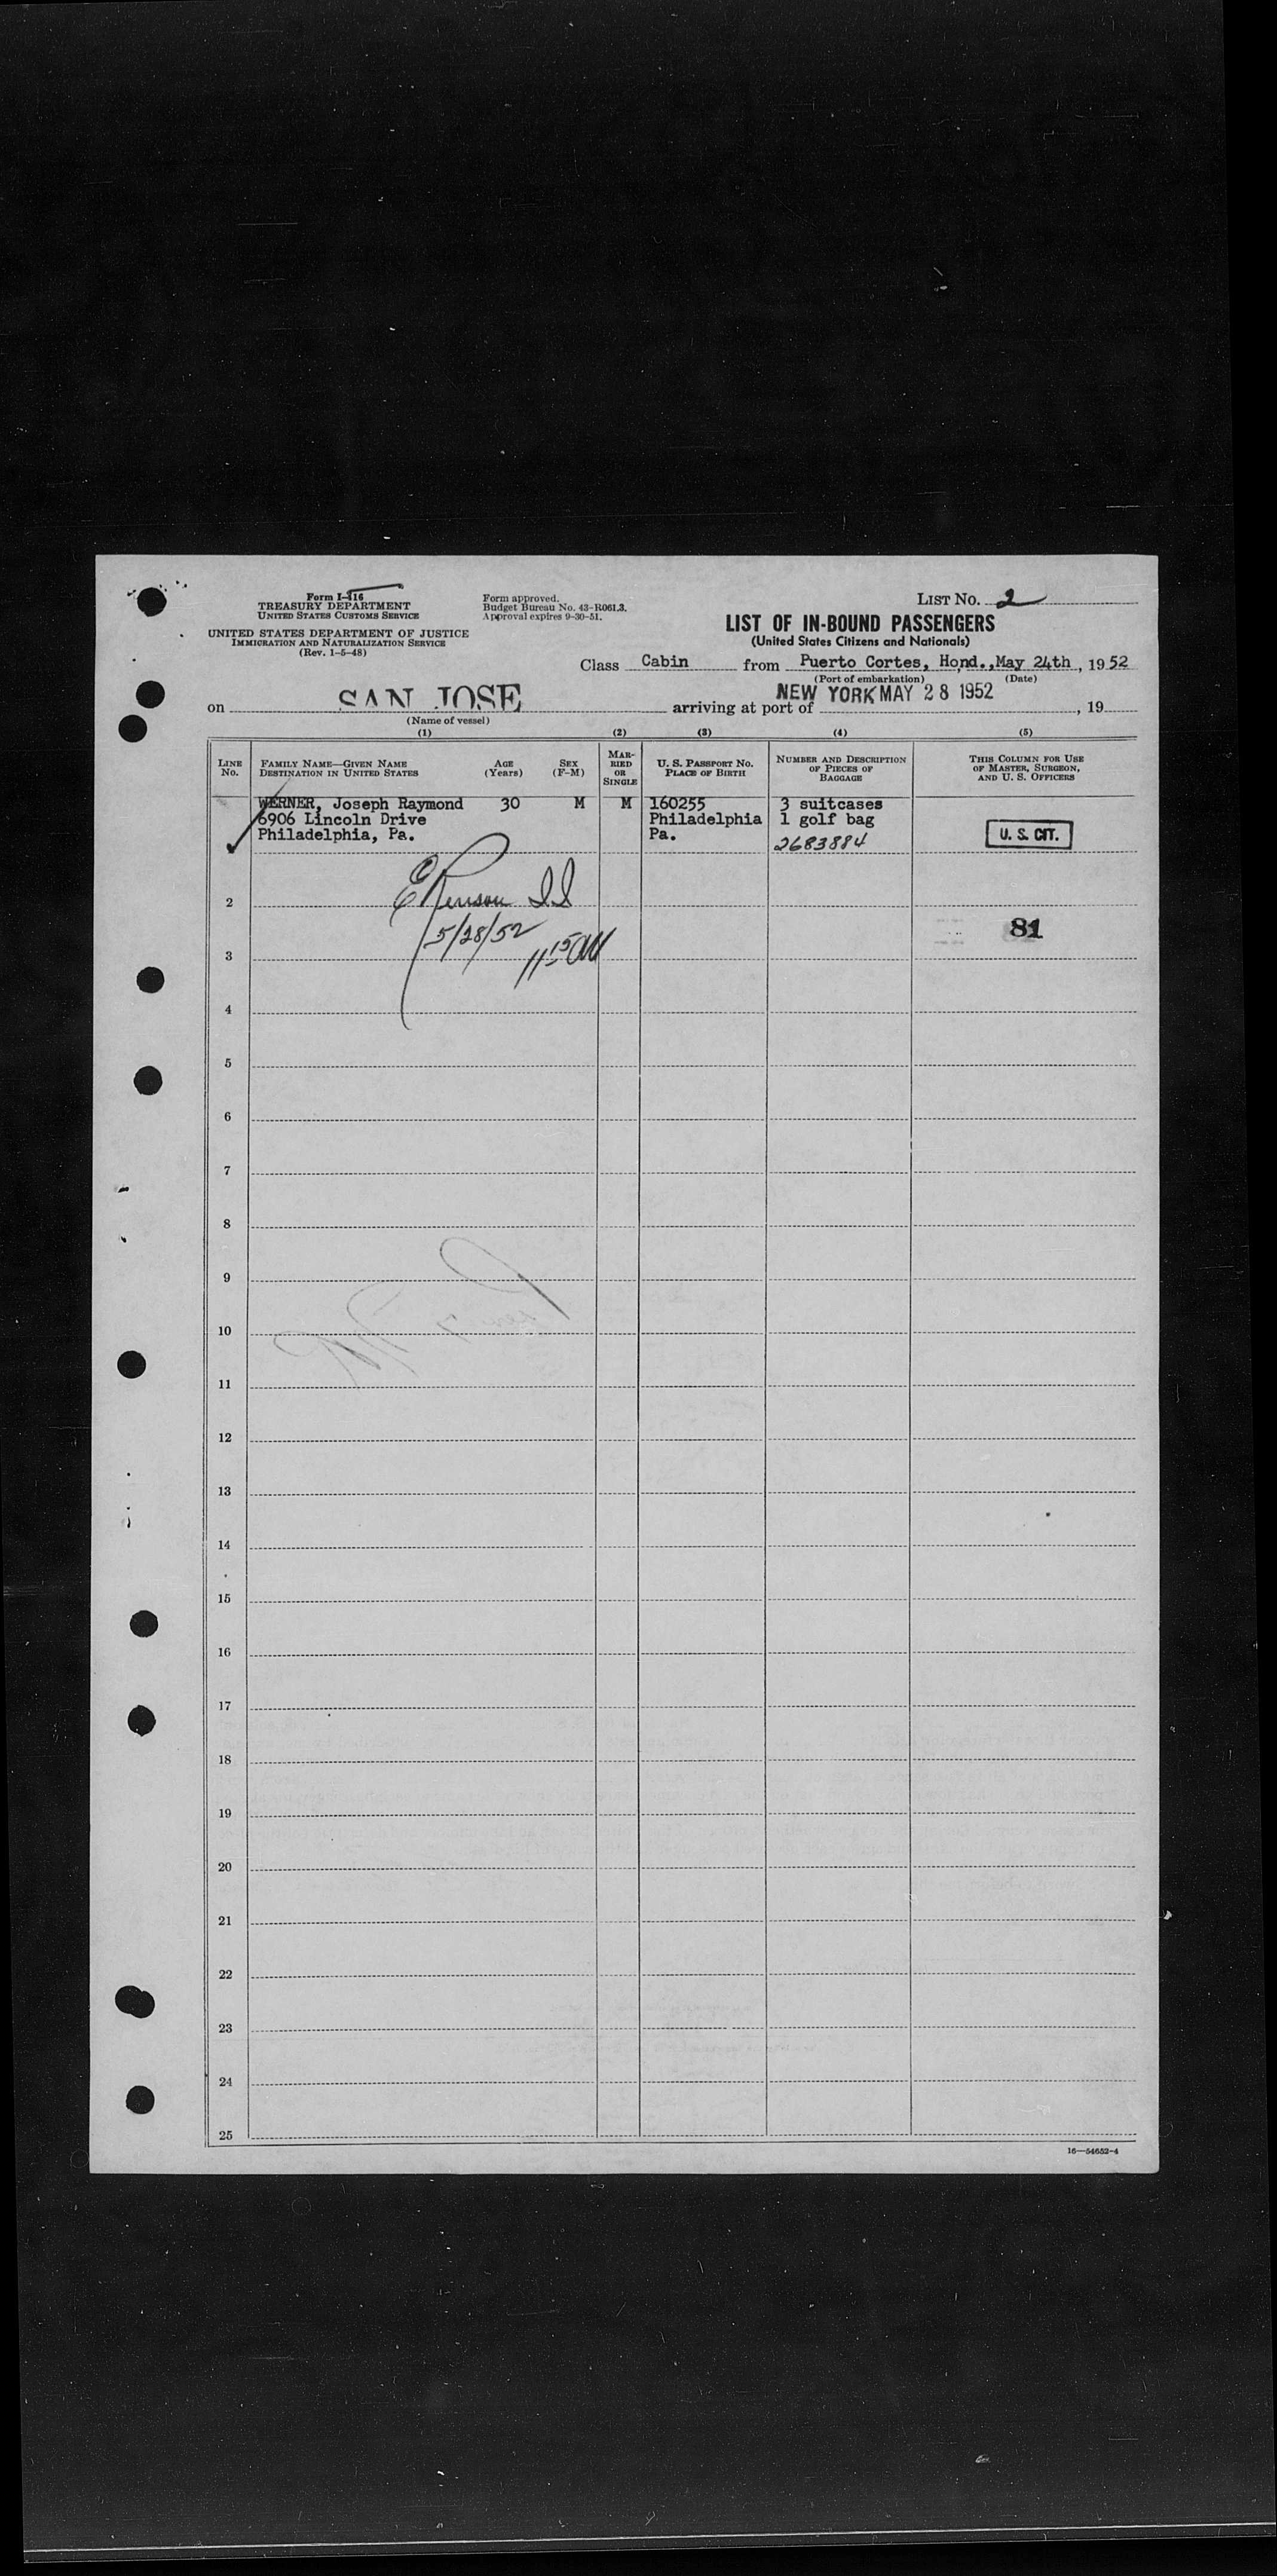 Form I-416
TREASURY DEPARTMENT
UNITED STATES CUSTOMS SERVICE
UNITED STATES DEPARTMENT OF JUSTICE
IMMIGRATION AND NATURALIZATION SERVICE
(Rev. 1-5-48)
Form approved.
Budget Bureau No. 43-R061.3.
Approval expires 9-30-51.
LIST NO. 2
LIST OF IN-BOUND PASSENGERS
(United States Citizens and Nationals)
Class Cabin from Puerto Cortes, Hond., May 24th, 1952
(Port of embarkation) (Date)
on SAN JOSE arriving at port of NEW YORK MAY 28 1952, 19
(Name of vessel)
(1) (2) (3) (4) (5)
LINE NO.
FAMILY NAME—GIVEN NAME
DESTINATION IN UNITED STATES
AGE
(YEARS)
SEX
(F-M)
MAR-
RIED
OR
SINGLE
U. S. PASSPORT NO.
PLACE OF BIRTH
NUMBER AND DESCRIPTION
OF PIECES OF
BAGGAGE
THIS COLUMN FOR USE
OF MASTER, SURGEON,
AND U. S. OFFICERS
WERNER, Joseph Raymond 30 M M 160255 3 suitcases
6906 Lincoln Drive Philadelphia 1 golf bag
Philadelphia, Pa. Pa. 2683884 U. S. CIT.
2
5/28/52
81
3
11 15 AM
4
5
6
7
8
9
10
11
12
13
14
15
16
17
18
19
20
21
22
23
24
25
16—54652-4